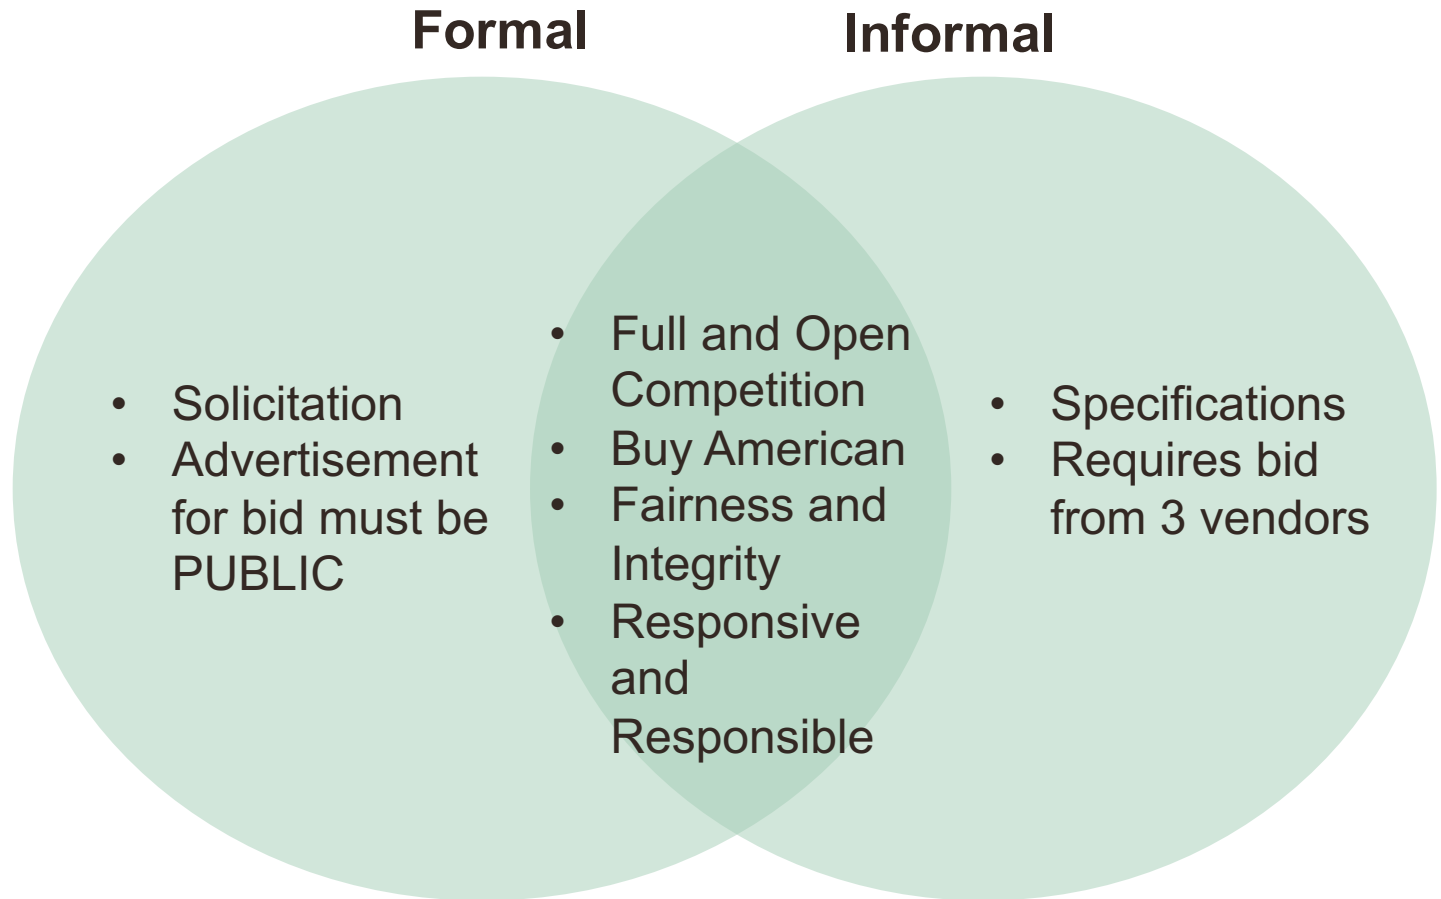 Formal
Informal
• Solicitation
• Advertisement
for bid must be
PUBLIC
• Full and Open
Competition
• Buy American
• Fairness and
Integrity
• Responsive
and
Responsible
• Specifications
• Requires bid
from 3 vendors